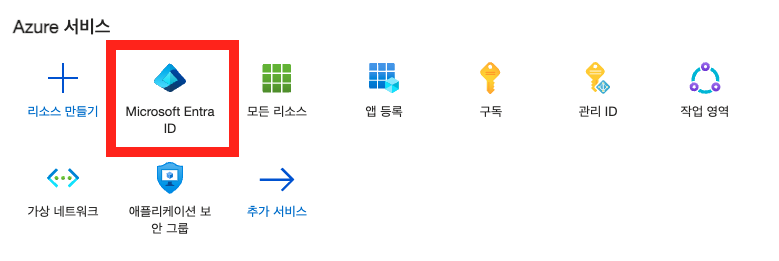 Azure 서비스
리소스 만들기
Microsoft Entra
ID
모든 리소스
앱 등록
구독
관리 ID
작업 영역
가상 네트워크
애플리케이션 보
안 그룹
추가 서비스